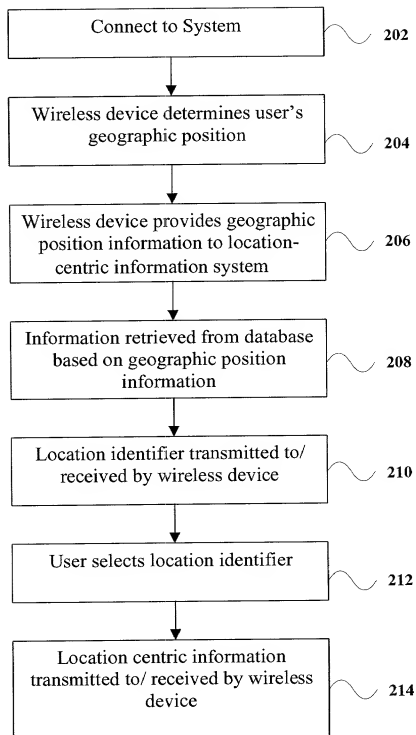 Connect to System
202
Wireless device determines user's
geographic position
204
Wireless device provides geographic
position information to location-
centric information system
206
Information retrieved from database
based on geographic position
information
208
Location identifier transmitted to/
received by wireless device
210
User selects location identifier
212
Location centric information
transmitted to/ received by wireless
device
214